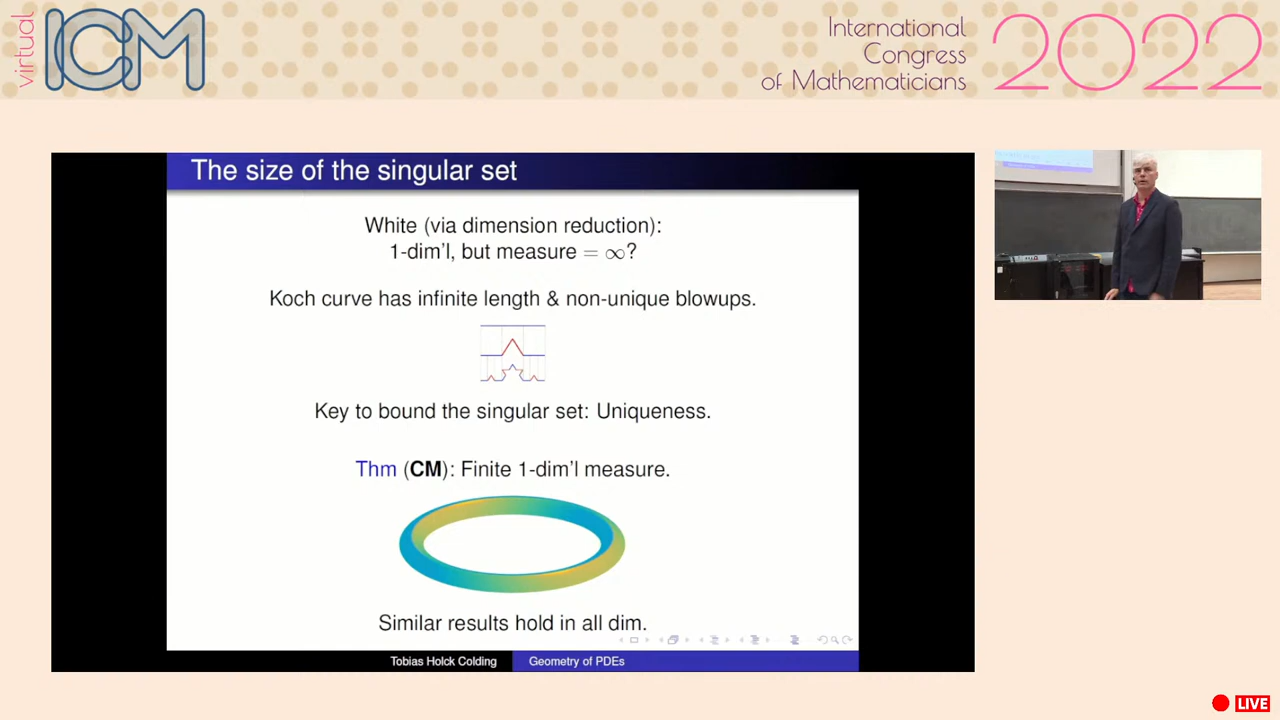 virtual
ICM
International
Congress
of Mathematicians
2022
The size of the singular set
White (via dimension reduction):
1-dim'l, but measure = ∞?
Koch curve has infinite length & non-unique blowups.
Key to bound the singular set: Uniqueness.
Thm (CM): Finite 1-dim'l measure.
Similar results hold in all dim.
Tobias Holck Colding
Geometry of PDEs
LIVE